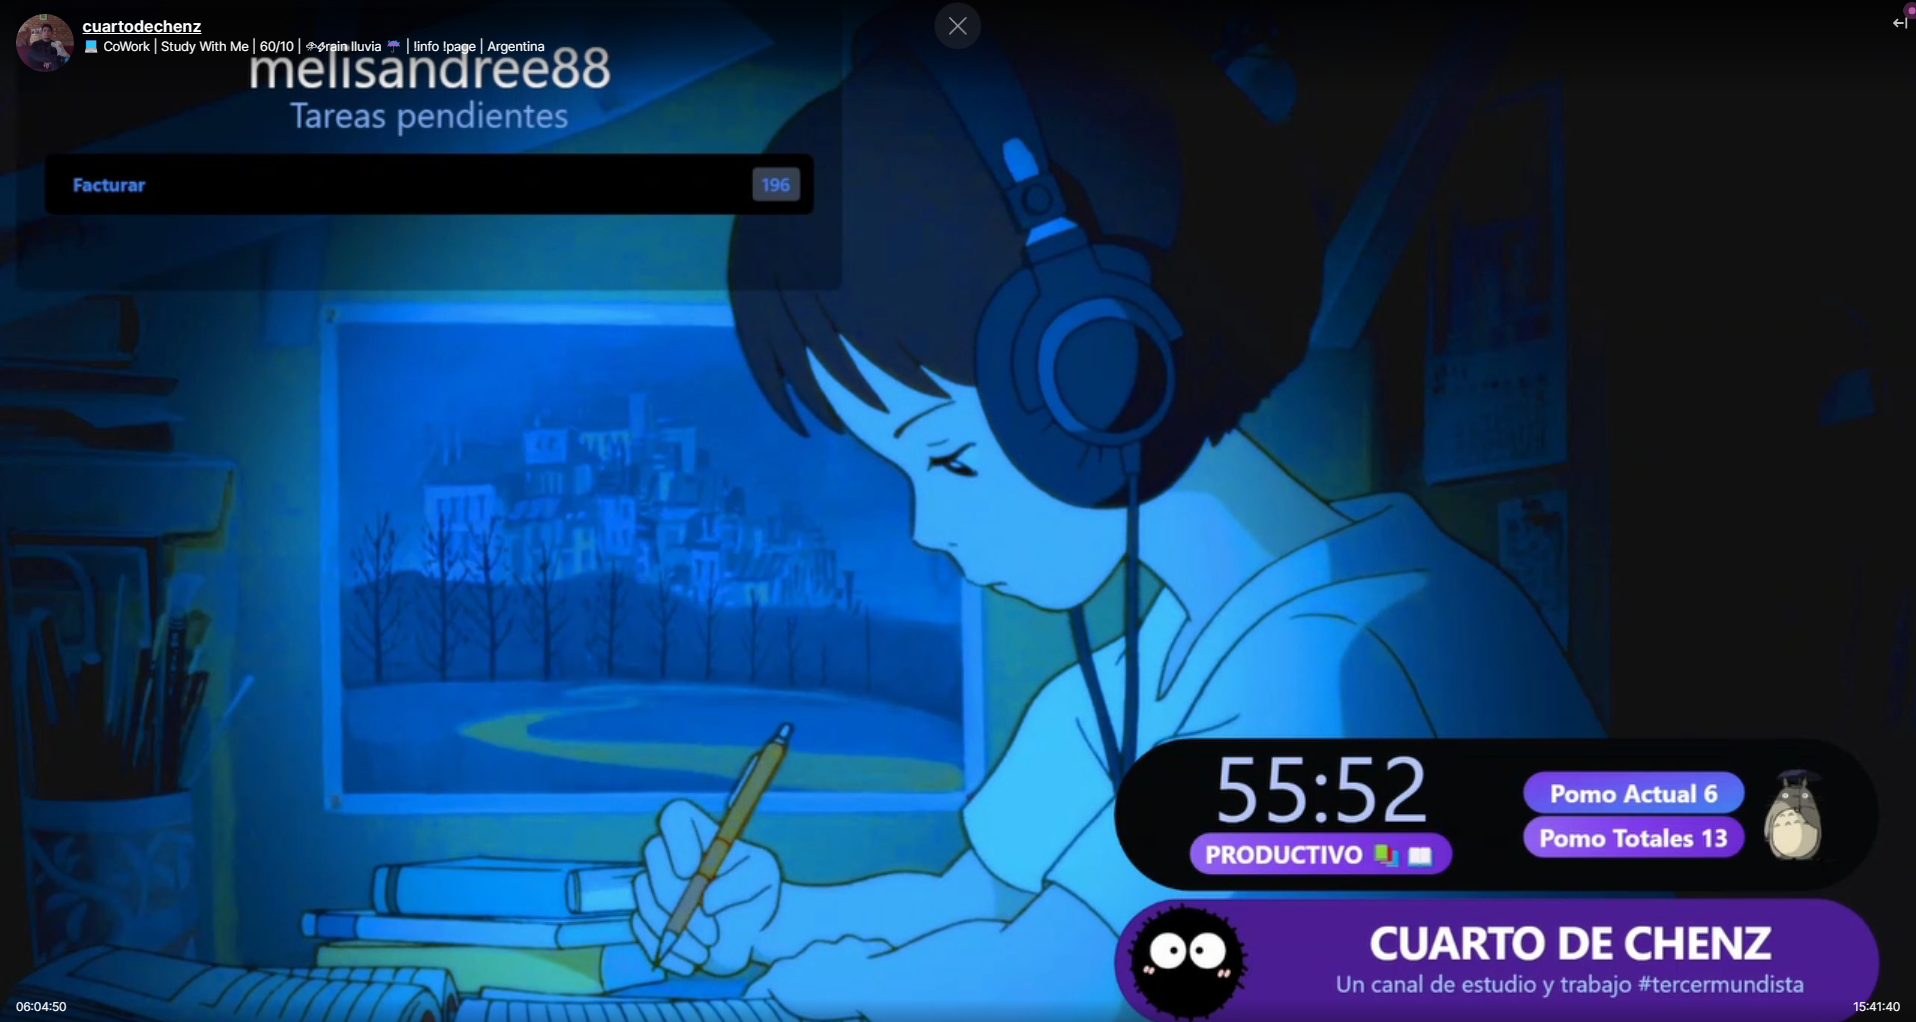 cuartodechenz
CoWork | Study With Me | 60/10 | rain lluvia | !info !page | Argentina
melisandree88
Tareas pendientes
Facturar 196
55:52
PRODUCTIVO
Pomo Actual 6
Pomo Totales 13
CUARTO DE CHENZ
Un canal de estudio y trabajo #tercermundista
06:04:50
15:41:40